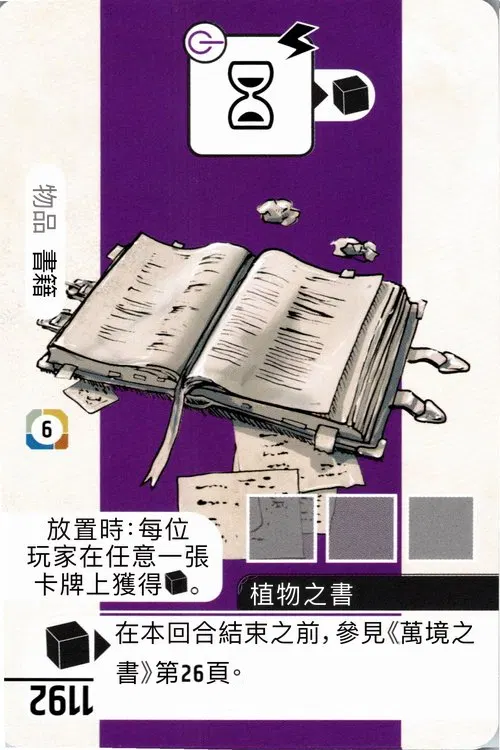 物品 書籍
6
放置時：每位
玩家在任意一張
卡牌上獲得。
植物之書
在本回合結束之前，參見《萬境之
書》第26頁。
1192